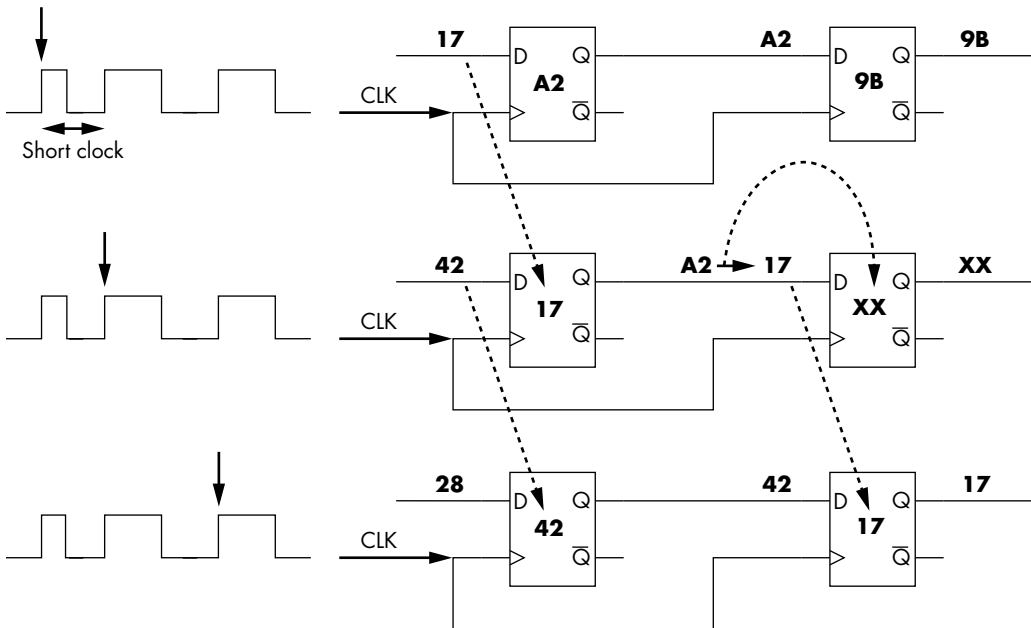 17 A2 9B
D Q D Q
A2 9B
CLK
Q Q
Short clock
42 A2 17 XX
D Q D Q
17 XX
CLK
Q Q
28 42 17
D Q D Q
42 17
CLK
Q Q